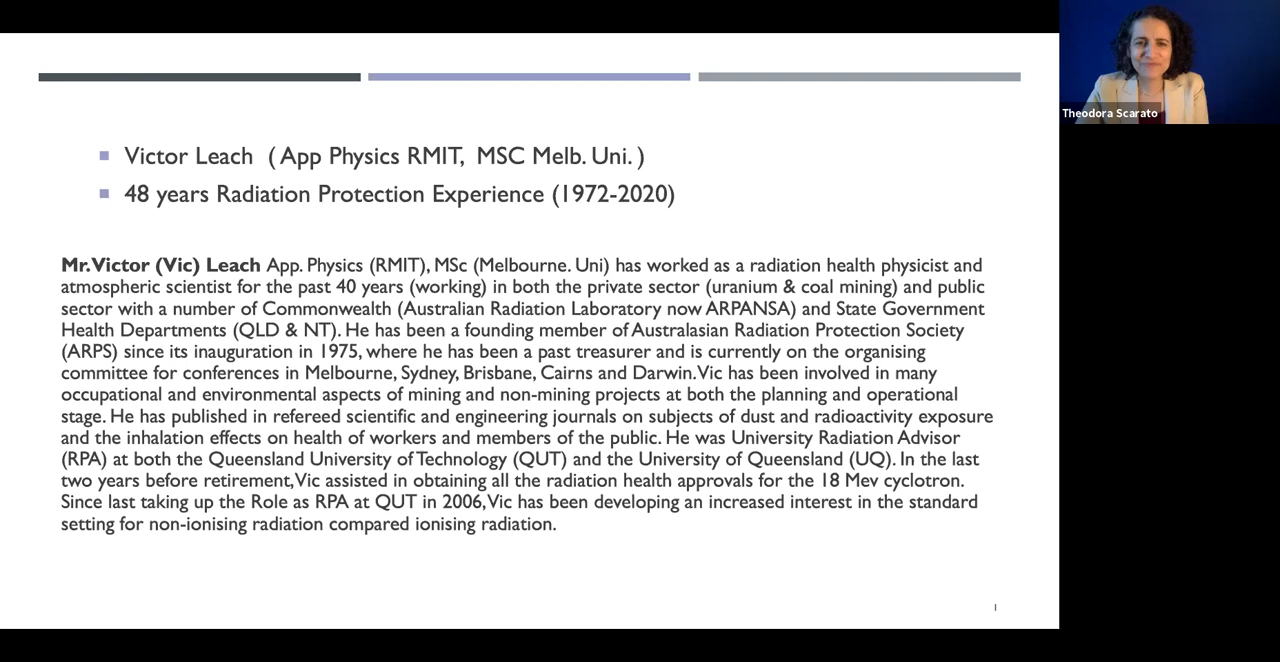 Victor Leach ( App Physics RMIT, MSC Melb. Uni. )
48 years Radiation Protection Experience (1972-2020)
Mr. Victor (Vic) Leach App. Physics (RMIT), MSc (Melbourne. Uni) has worked as a radiation health physicist and
atmospheric scientist for the past 40 years (working) in both the private sector (uranium & coal mining) and public
sector with a number of Commonwealth (Australian Radiation Laboratory now ARPANSA) and State Government
Health Departments (QLD & NT). He has been a founding member of Australasian Radiation Protection Society
(ARPS) since its inauguration in 1975, where he has been a past treasurer and is currently on the organising
committee for conferences in Melbourne, Sydney, Brisbane, Cairns and Darwin. Vic has been involved in many
occupational and environmental aspects of mining and non-mining projects at both the planning and operational
stage. He has published in refereed scientific and engineering journals on subjects of dust and radioactivity exposure
and the inhalation effects on health of workers and members of the public. He was University Radiation Advisor
(RPA) at both the Queensland University of Technology (QUT) and the University of Queensland (UQ). In the last
two years before retirement, Vic assisted in obtaining all the radiation health approvals for the 18 Mev cyclotron.
Since last taking up the Role as RPA at QUT in 2006, Vic has been developing an increased interest in the standard
setting for non-ionising radiation compared ionising radiation.
1
Theodora Scarato